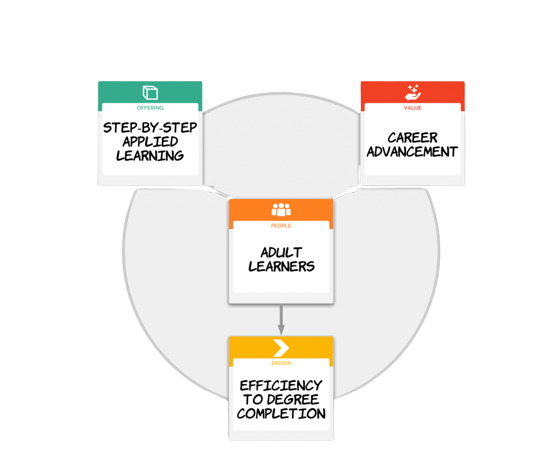 OFFERING
STEP-BY-STEP
APPLIED
LEARNING
VALUE
CAREER
ADVANCEMENT
PEOPLE
ADULT
LEARNERS
DRIVER
EFFICIENCY
TO DEGREE
COMPLETION